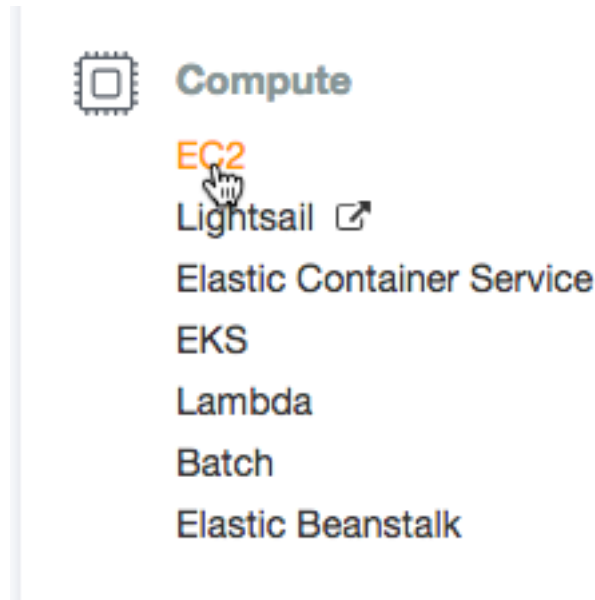 Compute
EC2
Lightsail
Elastic Container Service
EKS
Lambda
Batch
Elastic Beanstalk